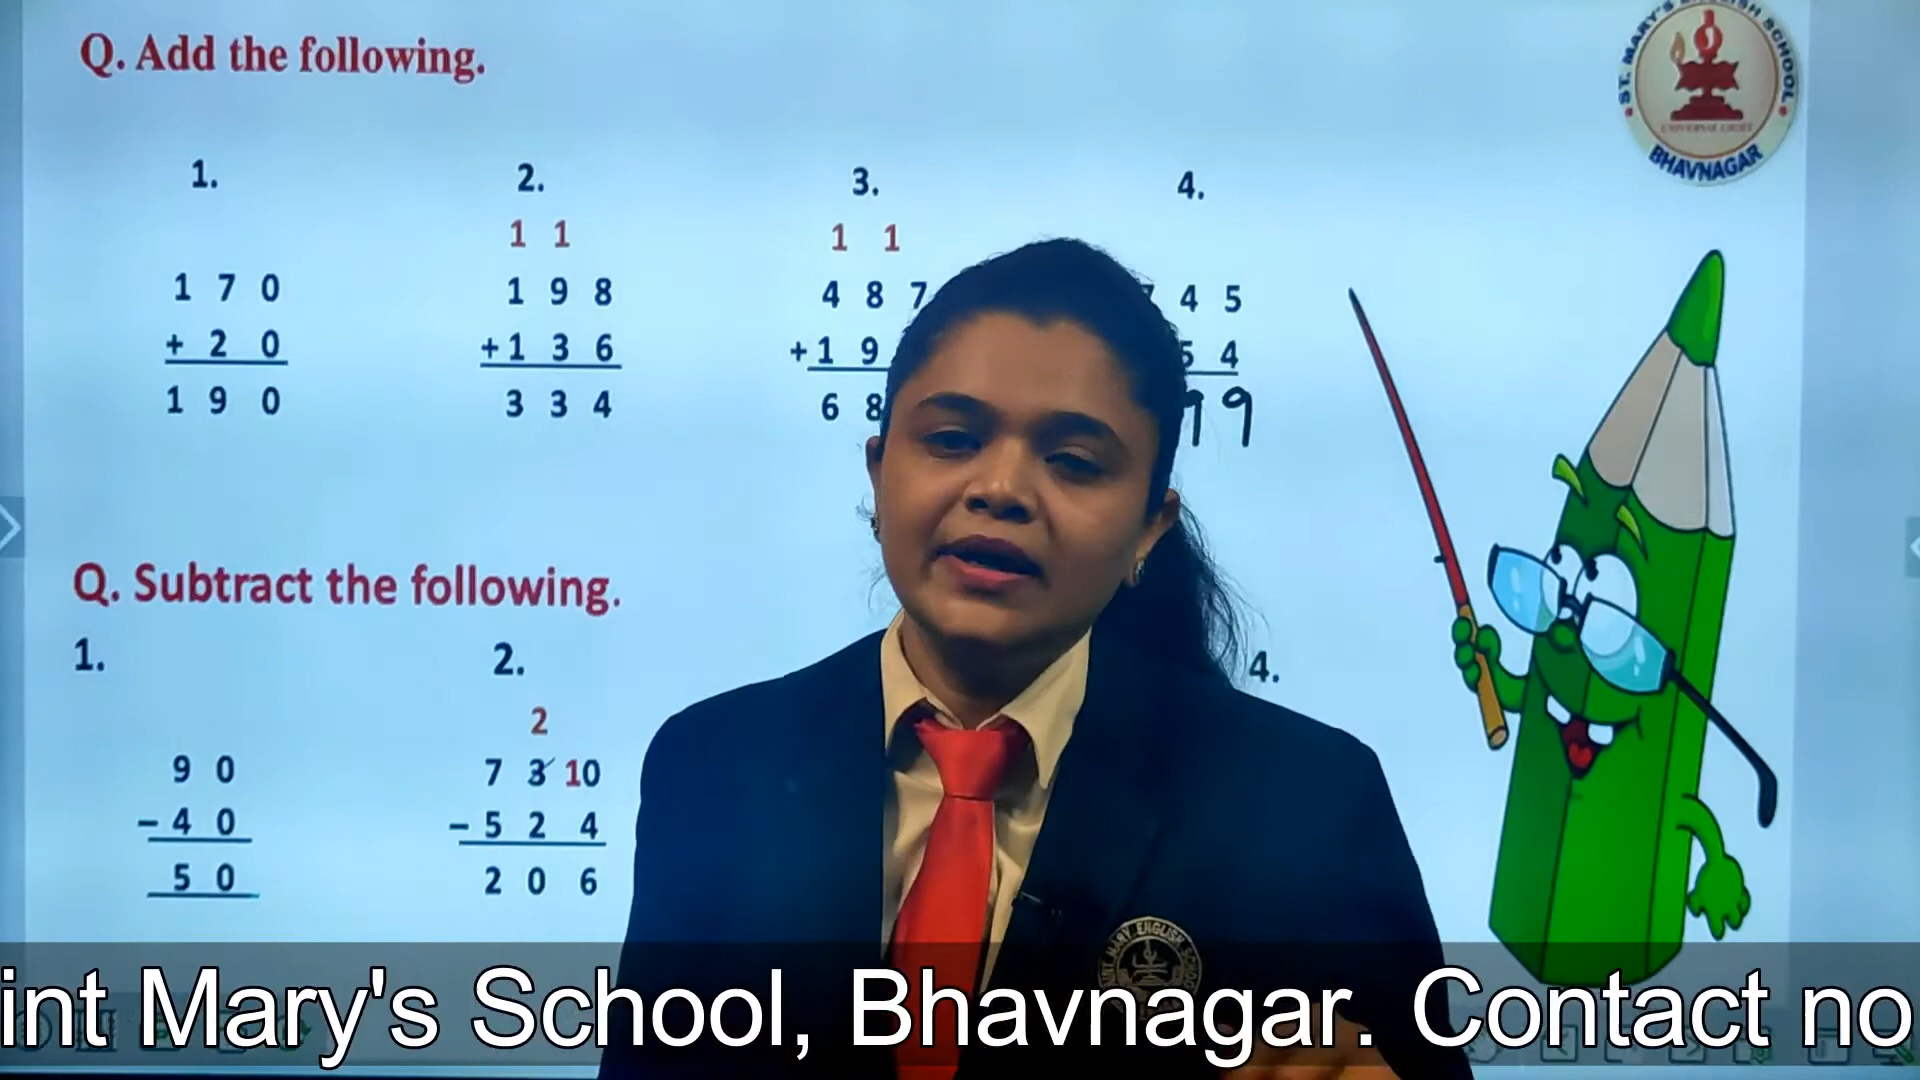 Q. Add the following.
ST. MARY'S ENGLISH SCHOOL
BHAVNAGAR
1. 2. 3. 4.
1 1 1 1
1 7 0 1 9 8 4 8 7 4 5
+ 2 0 + 1 3 6 + 1 9 4
1 9 0 3 3 4 6 8 9
Q. Subtract the following.
1. 2. 4.
2
9 0 7 3 10
- 4 0 - 5 2 4
5 0 2 0 6
MARY ENGLISH
int Mary's School, Bhavnagar. Contact no